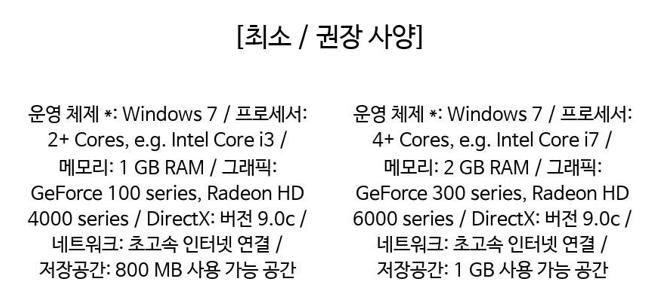 [최소 / 권장 사양]
운영 체제 *: Windows 7 / 프로세서:
2+ Cores, e.g. Intel Core i3 /
메모리: 1 GB RAM / 그래픽:
GeForce 100 series, Radeon HD
4000 series / DirectX: 버전 9.0c /
네트워크: 초고속 인터넷 연결 /
저장공간: 800 MB 사용 가능 공간
운영 체제 *: Windows 7 / 프로세서:
4+ Cores, e.g. Intel Core i7 /
메모리: 2 GB RAM / 그래픽:
GeForce 300 series, Radeon HD
6000 series / DirectX: 버전 9.0c /
네트워크: 초고속 인터넷 연결 /
저장공간: 1 GB 사용 가능 공간